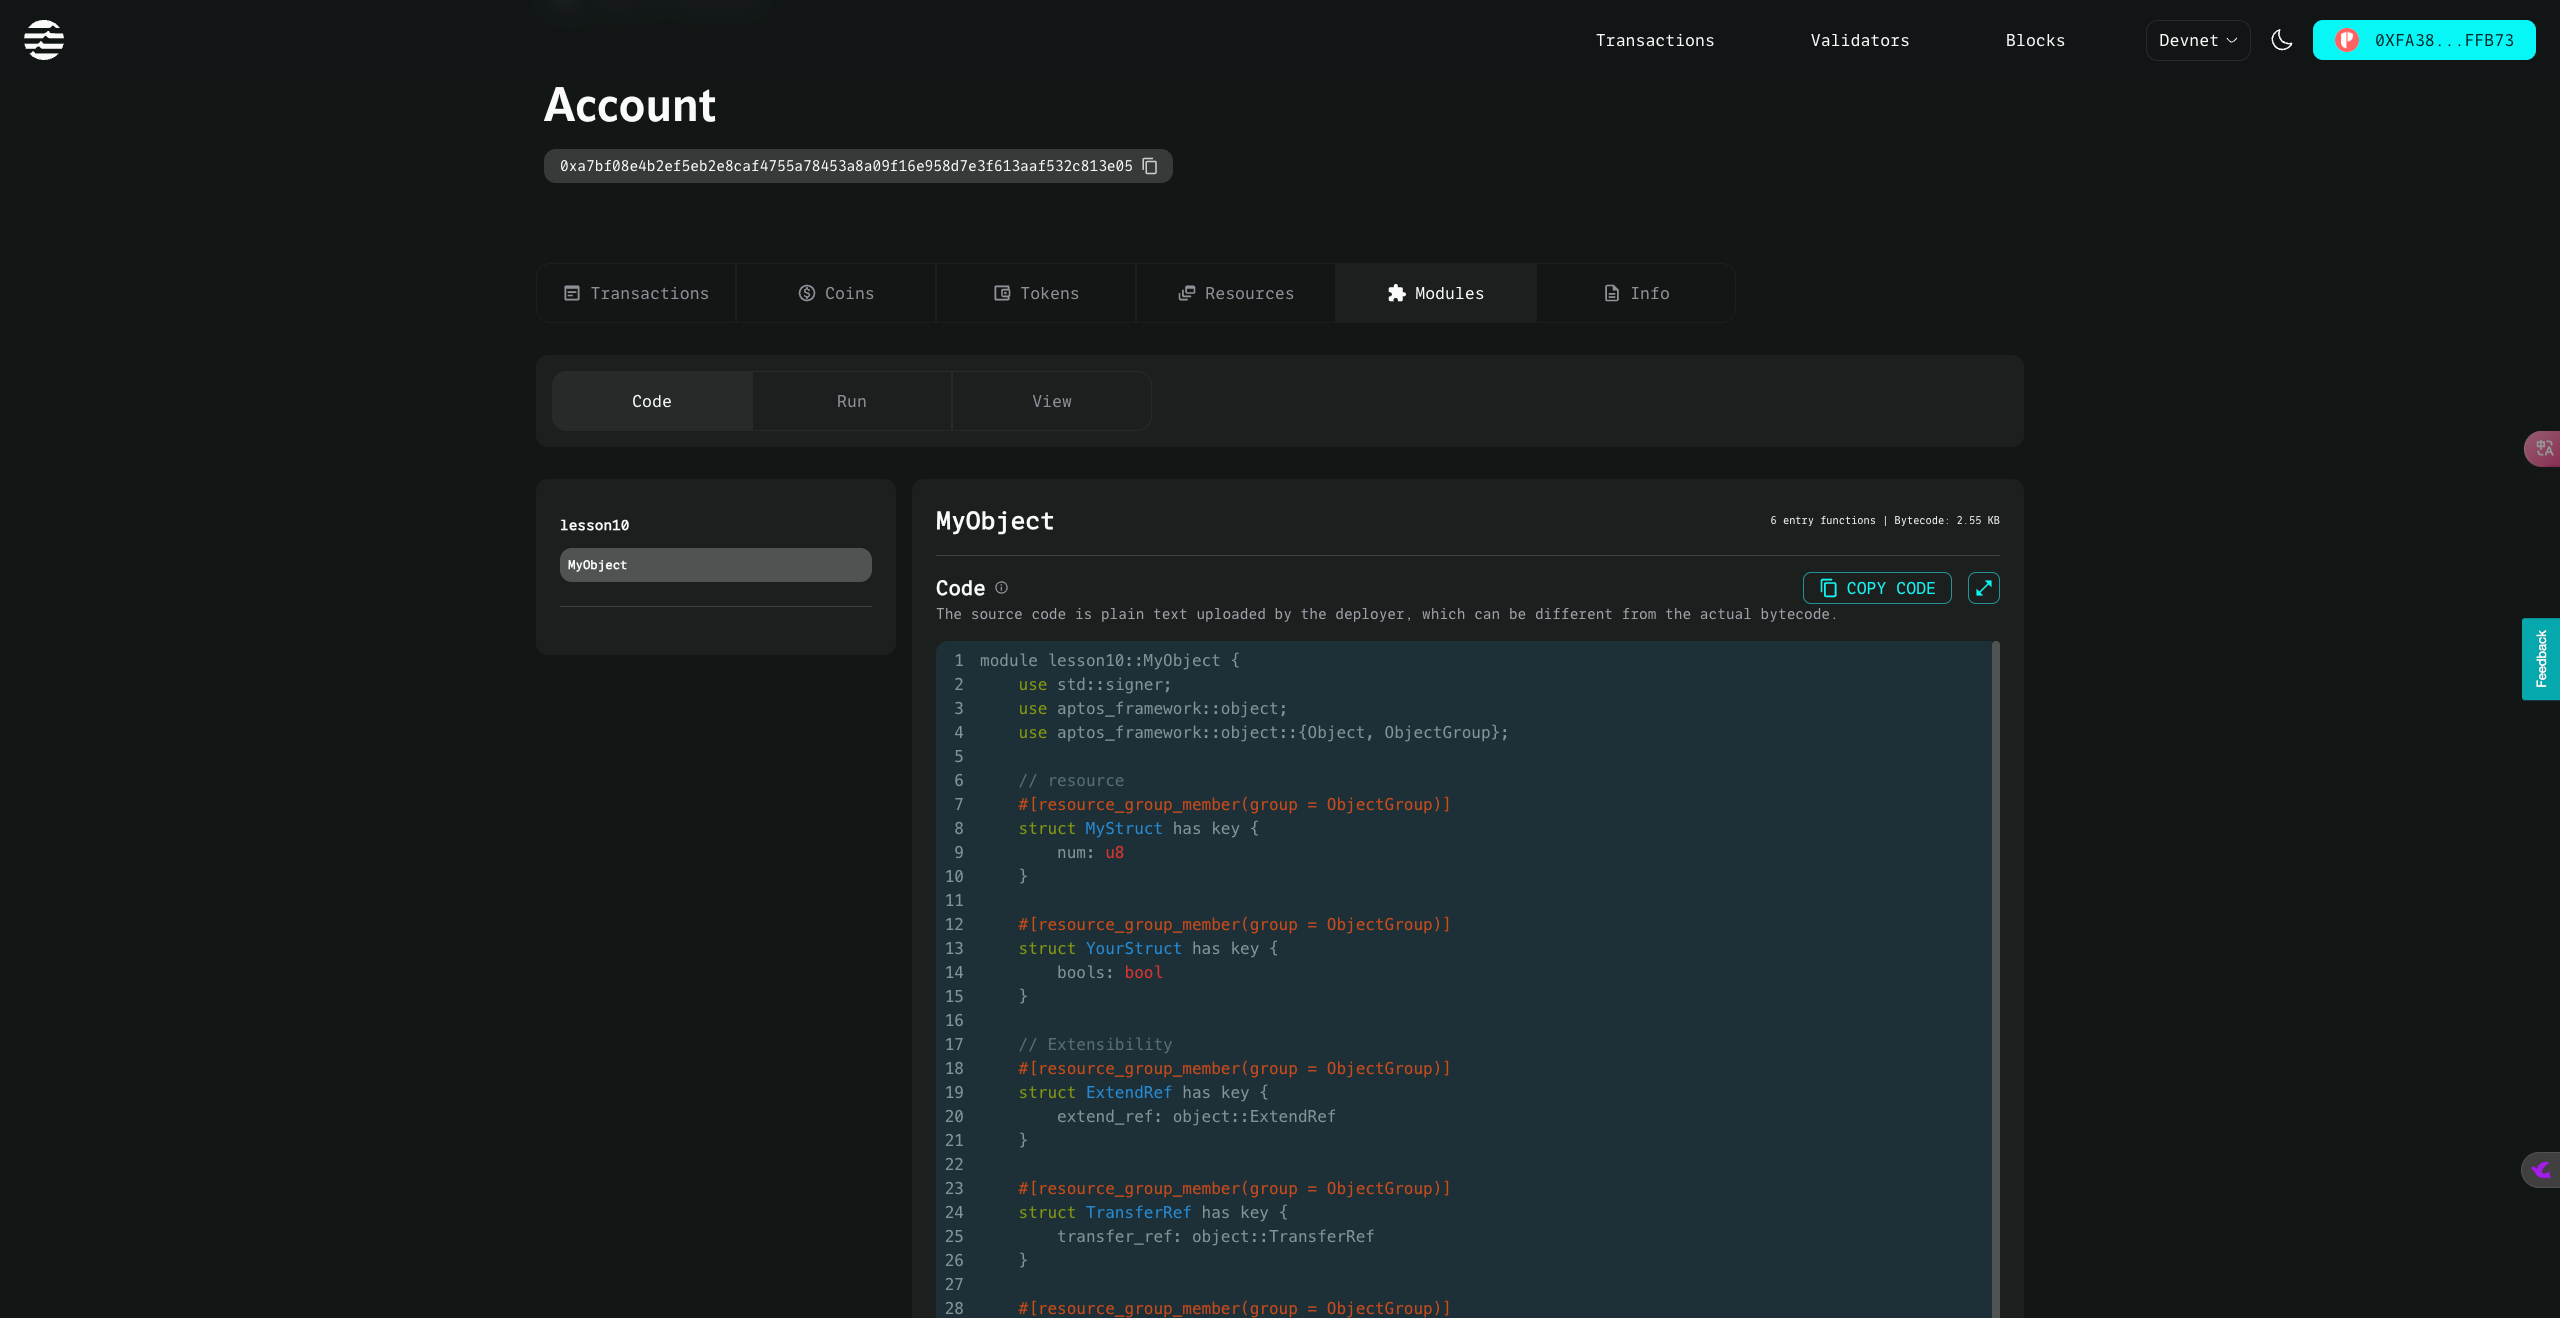 Transactions
Validators
Blocks
Devnet
0XFA38...FFB73
Account
0xa7bf08e4b2ef5eb2e8caf4755a78453a8a09f16e958d7e3f613aaf532c813e05
Transactions
Coins
Tokens
Resources
Modules
Info
Code
Run
View
lesson10
MyObject
MyObject
6 entry functions | Bytecode: 2.55 KB
Code
COPY CODE
The source code is plain text uploaded by the deployer, which can be different from the actual bytecode.
1 module lesson10::MyObject {
2     use std::signer;
3     use aptos_framework::object;
4     use aptos_framework::object::{Object, ObjectGroup};
5
6     // resource
7     #[resource_group_member(group = ObjectGroup)]
8     struct MyStruct has key {
9         num: u8
10     }
11
12     #[resource_group_member(group = ObjectGroup)]
13     struct YourStruct has key {
14         bools: bool
15     }
16
17     // Extensibility
18     #[resource_group_member(group = ObjectGroup)]
19     struct ExtendRef has key {
20         extend_ref: object::ExtendRef
21     }
22
23     #[resource_group_member(group = ObjectGroup)]
24     struct TransferRef has key {
25         transfer_ref: object::TransferRef
26     }
27
28     #[resource_group_member(group = ObjectGroup)]
Feedback